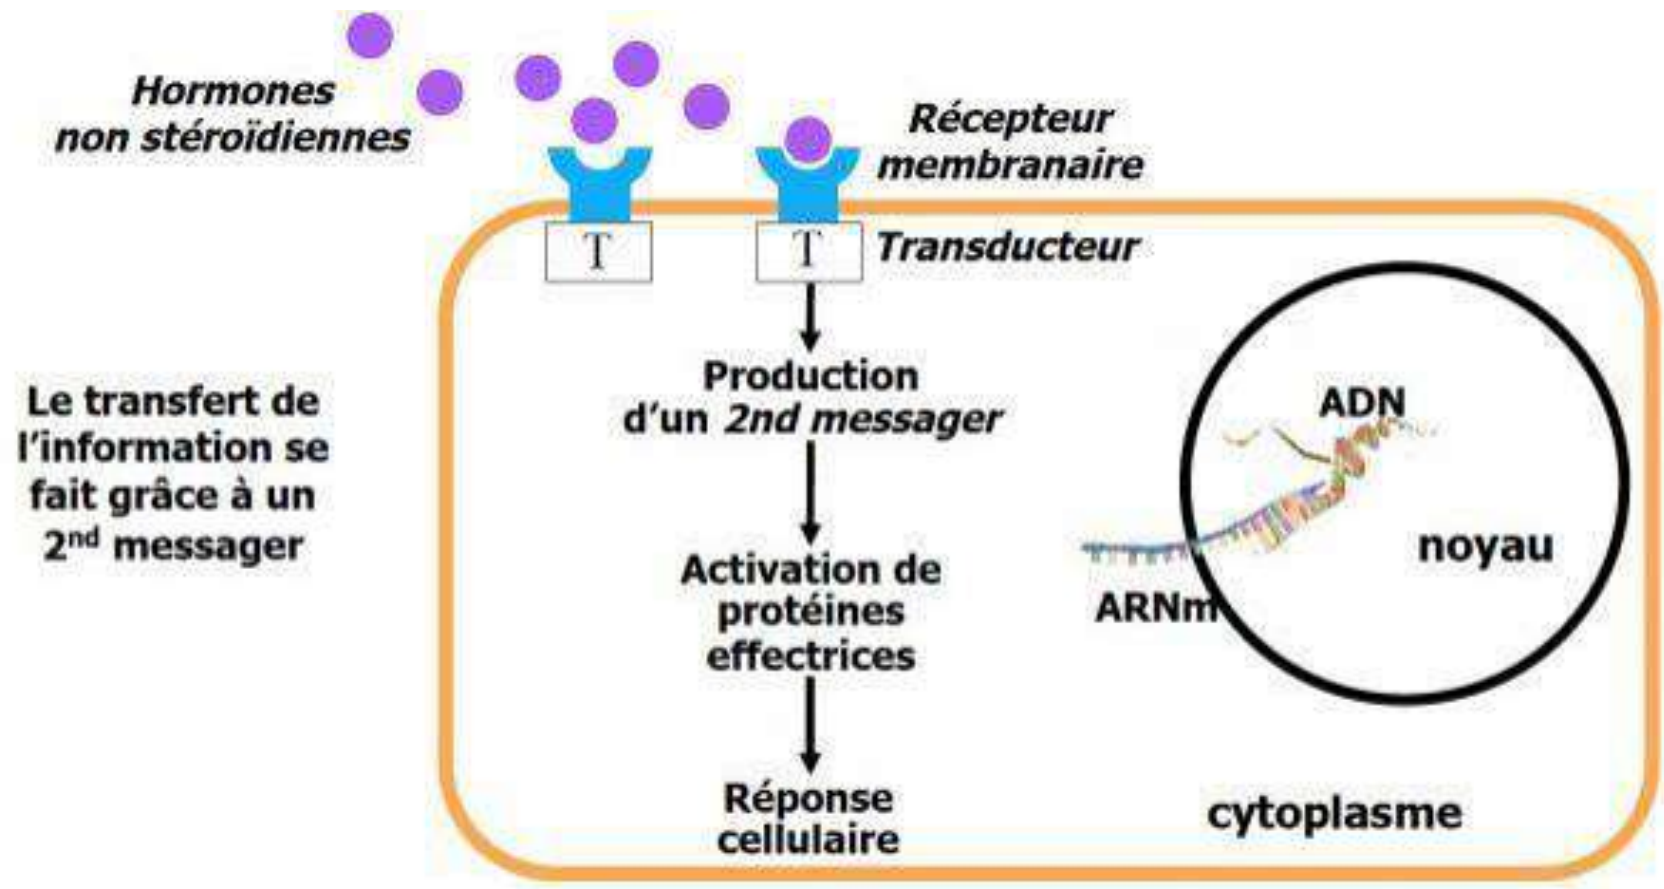 Hormones
non stéroïdiennes
Récepteur
membranaire
T
T
Transducteur
Le transfert de
l'information se
fait grâce à un
2nd messager
Production
d'un 2nd messager
Activation de
protéines
effectrices
Réponse
cellulaire
ADN
noyau
ARNm
cytoplasme